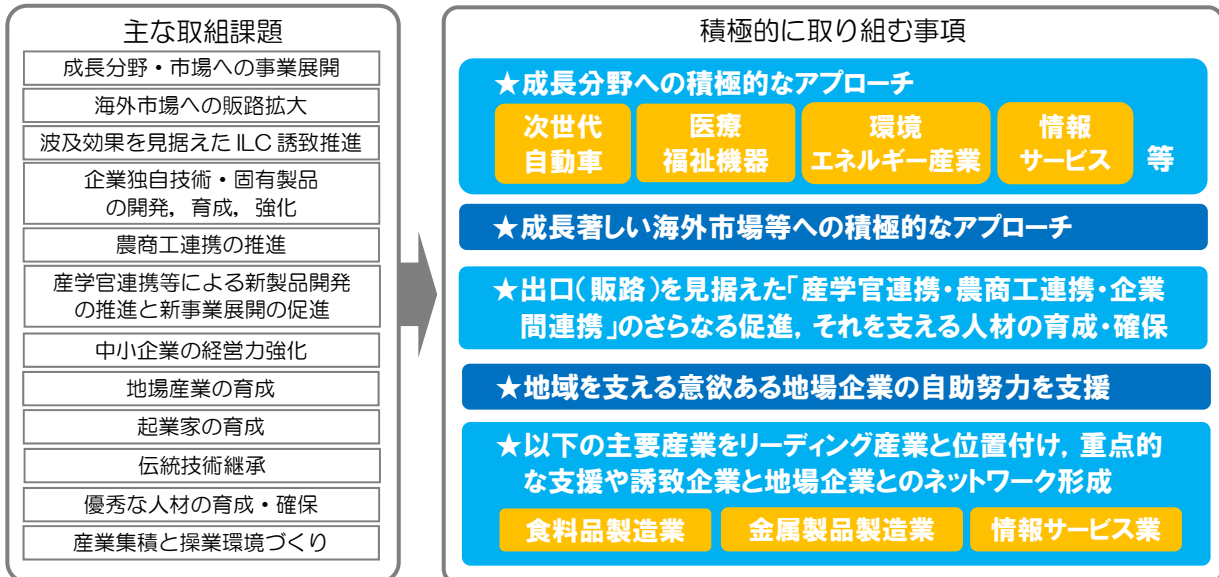 主な取組課題
成長分野・市場への事業展開
海外市場への販路拡大
波及効果を見据えた ILC 誘致推進
企業独自技術・固有製品
の開発，育成，強化
農商工連携の推進
産学官連携等による新製品開発
の推進と新事業展開の促進
中小企業の経営力強化
地場産業の育成
起業家の育成
伝統技術継承
優秀な人材の育成・確保
産業集積と操業環境づくり
積極的に取り組む事項
★成長分野への積極的なアプローチ
次世代
自動車
医療
福祉機器
環境
エネルギー産業
情報
サービス
等
★成長著しい海外市場等への積極的なアプローチ
★出口（販路）を見据えた「産学官連携・農商工連携・企業
間連携」のさらなる促進，それを支える人材の育成・確保
★地域を支える意欲ある地場企業の自助努力を支援
★以下の主要産業をリーディング産業と位置付け，重点的
な支援や誘致企業と地場企業とのネットワーク形成
食料品製造業
金属製品製造業
情報サービス業